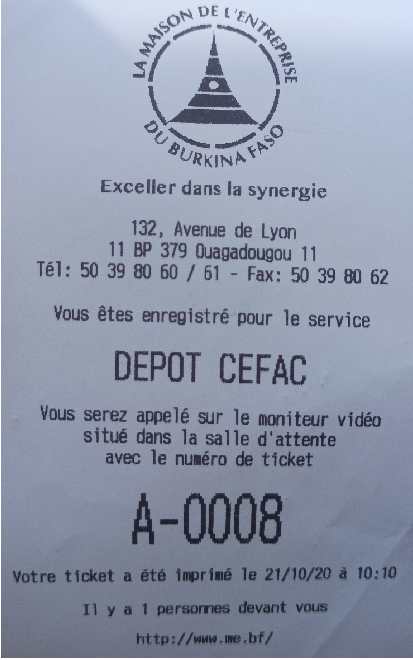 LA MAISON DE L'ENTREPRISE
DU BURKINA FASO
Exceller dans la synergie
132, Avenue de Lyon
11 BP 379 Ouagadougou 11
Tél: 50 39 80 60 / 61 - Fax: 50 39 80 62
Vous êtes enregistré pour le service
DEPOT CEFAC
Vous serez appelé sur le moniteur vidéo
situé dans la salle d'attente
avec le numéro de ticket
A-0008
Votre ticket a été imprimé le 21/10/20 à 10:10
Il y a 1 personnes devant vous
http://www.me.bf/